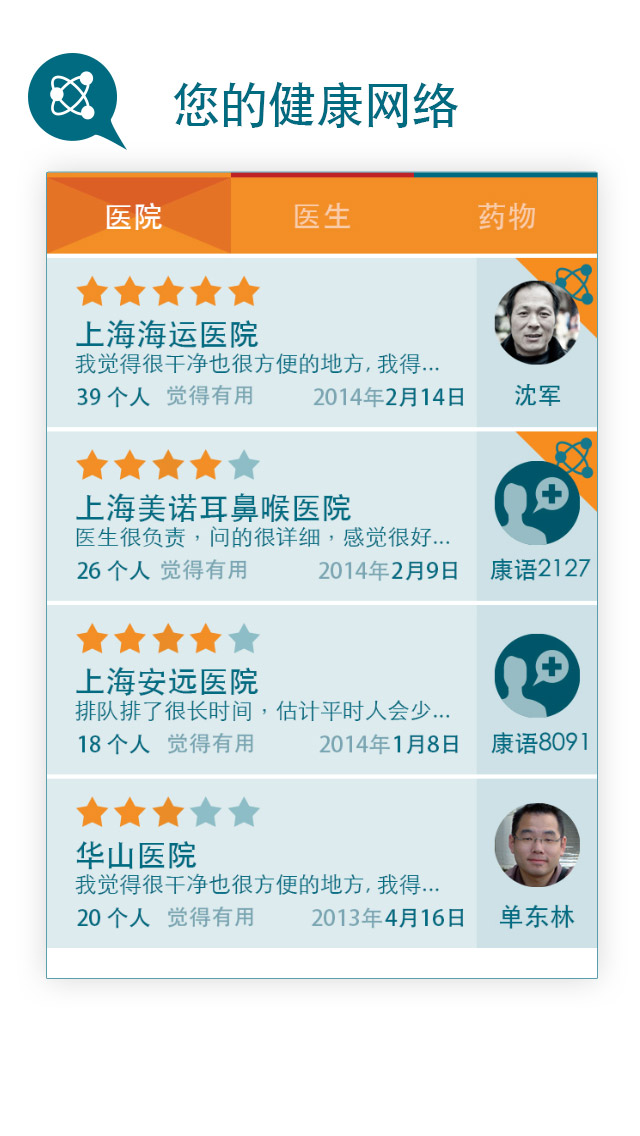 您的健康网络
医院 医生 药物
上海海运医院
我觉得很干净也很方便的地方, 我得...
39 个人 觉得有用 2014年2月14日
沈军
上海美诺耳鼻喉医院
医生很负责，问的很详细，感觉很好...
26 个人 觉得有用 2014年2月9日
康语2127
上海安远医院
排队排了很长时间，估计平时人会少...
18 个人 觉得有用 2014年1月8日
康语8091
华山医院
我觉得很干净也很方便的地方, 我得...
20 个人 觉得有用 2013年4月16日
单东林